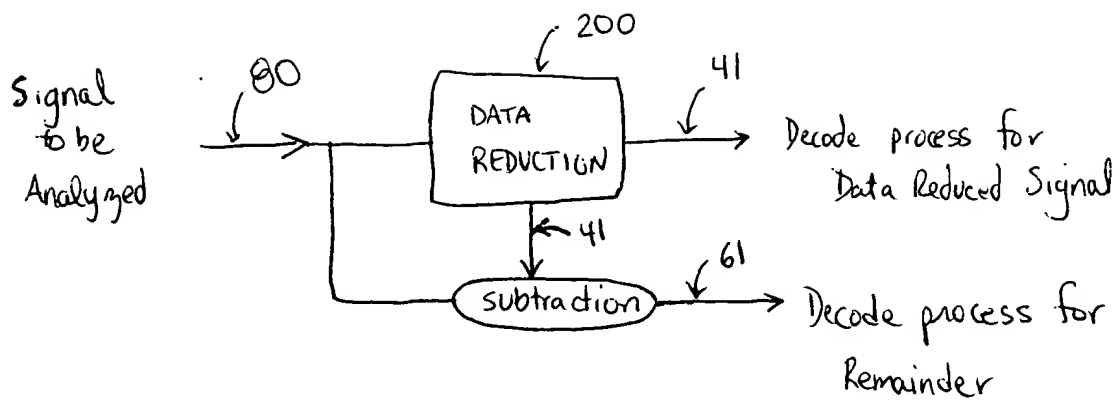 200
Signal
to be
Analyzed
80
DATA
REDUCTION
41
Decode process for
Data Reduced Signal
41
subtraction
61
Decode process for
Remainder